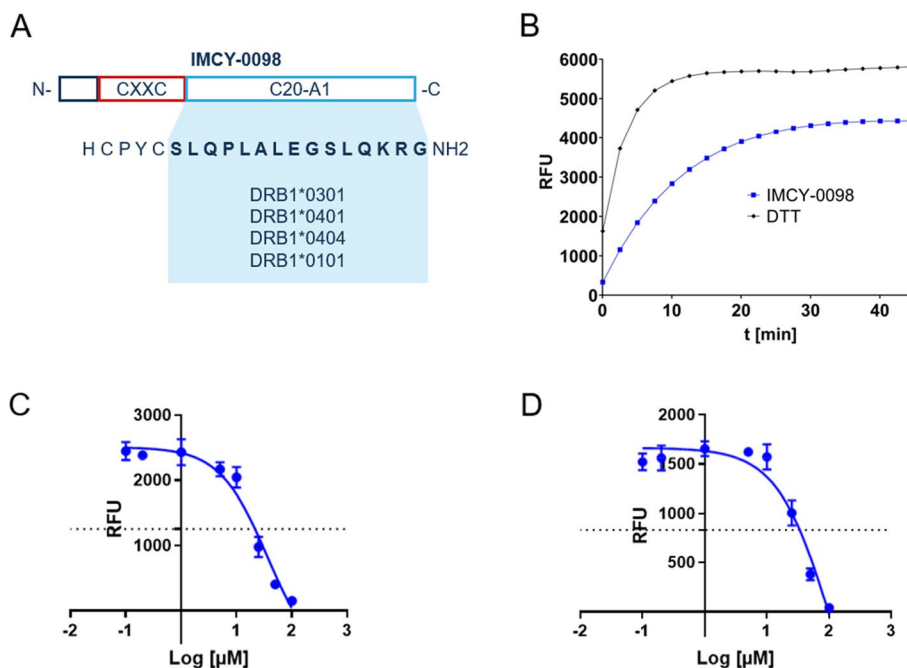 A
IMCY-0098
N- CXXC C20-A1 -C
H C P Y C S L Q P L A L E G S L Q K R G NH2
DRB1*0301
DRB1*0401
DRB1*0404
DRB1*0101
B
6000
5000
4000
3000
2000
1000
0
RFU
IMCY-0098
DTT
0 10 20 30 40
t [min]
C
3000
2000
1000
RFU
-2 -1 0 1 2 3
Log [µM]
D
2000
1500
1000
500
RFU
-2 -1 0 1 2 3
Log [µM]